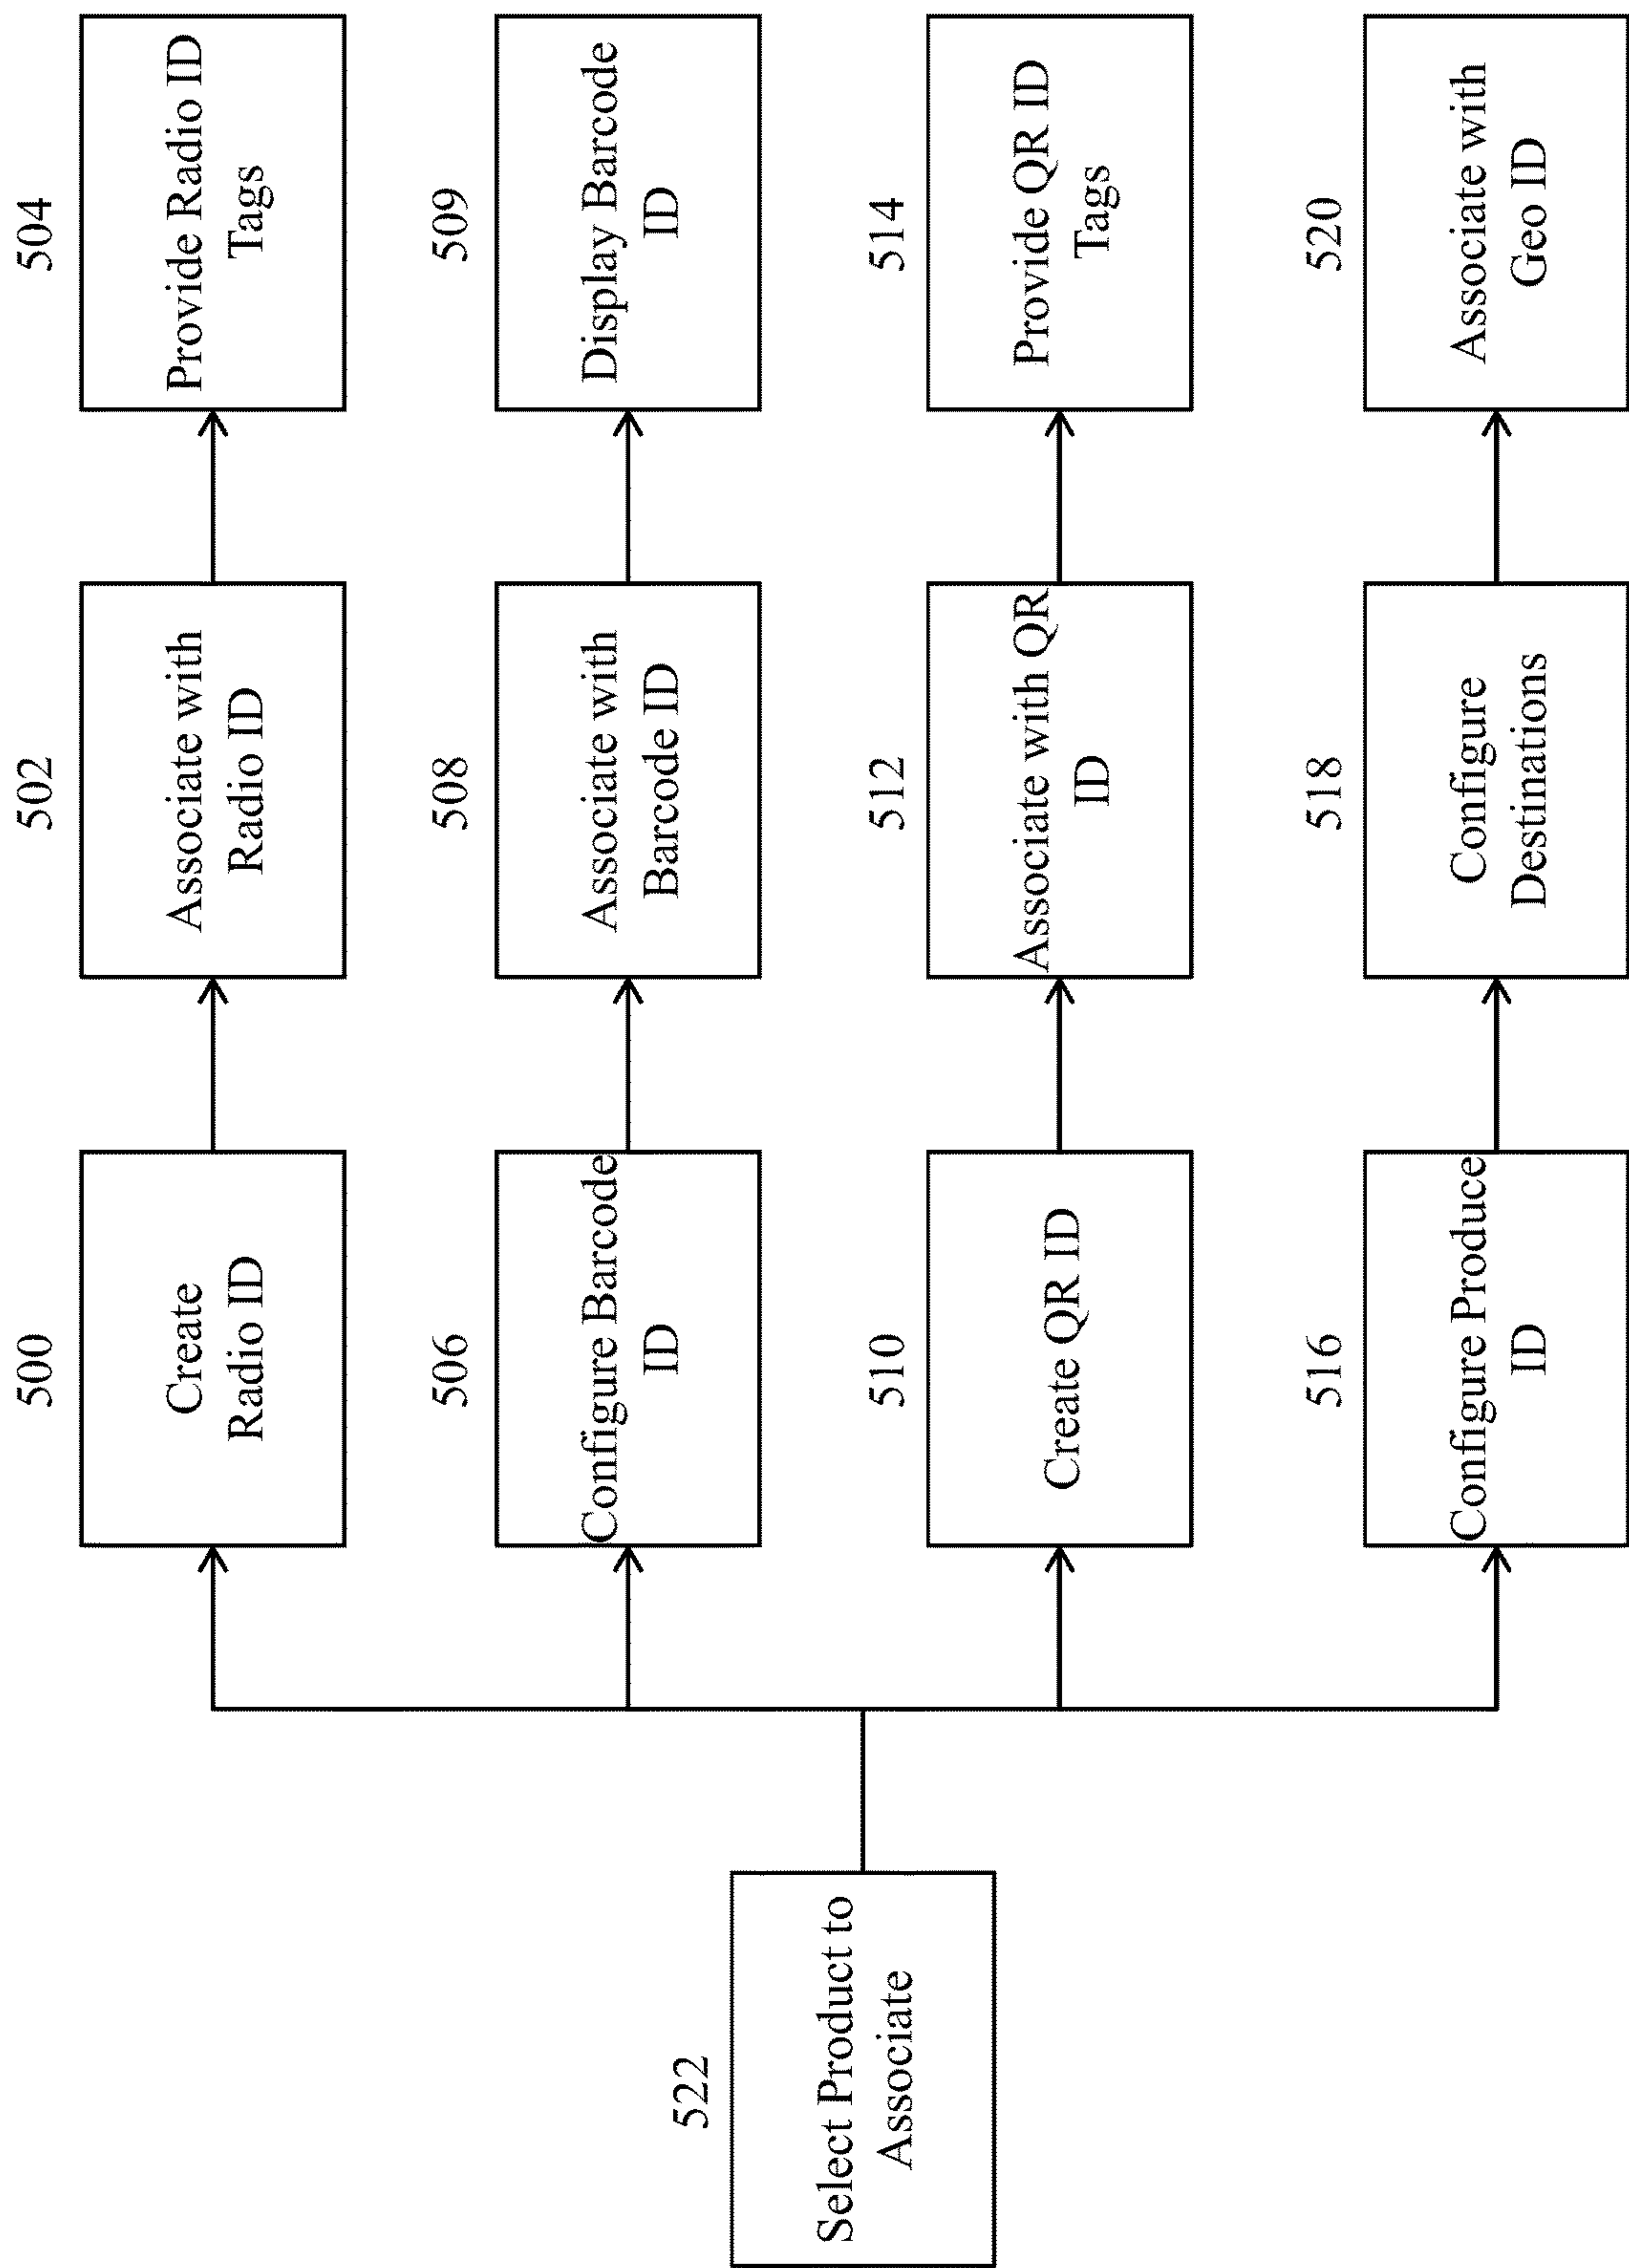 522
Select Product to
Associate
500
Create
Radio ID
502
Associate with
Radio ID
504
Provide Radio ID
Tags
506
Configure Barcode
ID
508
Associate with
Barcode ID
509
Display Barcode
ID
510
Create QR ID
512
Associate with QR
ID
514
Provide QR ID
Tags
516
Configure Produce
ID
518
Configure
Destinations
520
Associate with
Geo ID